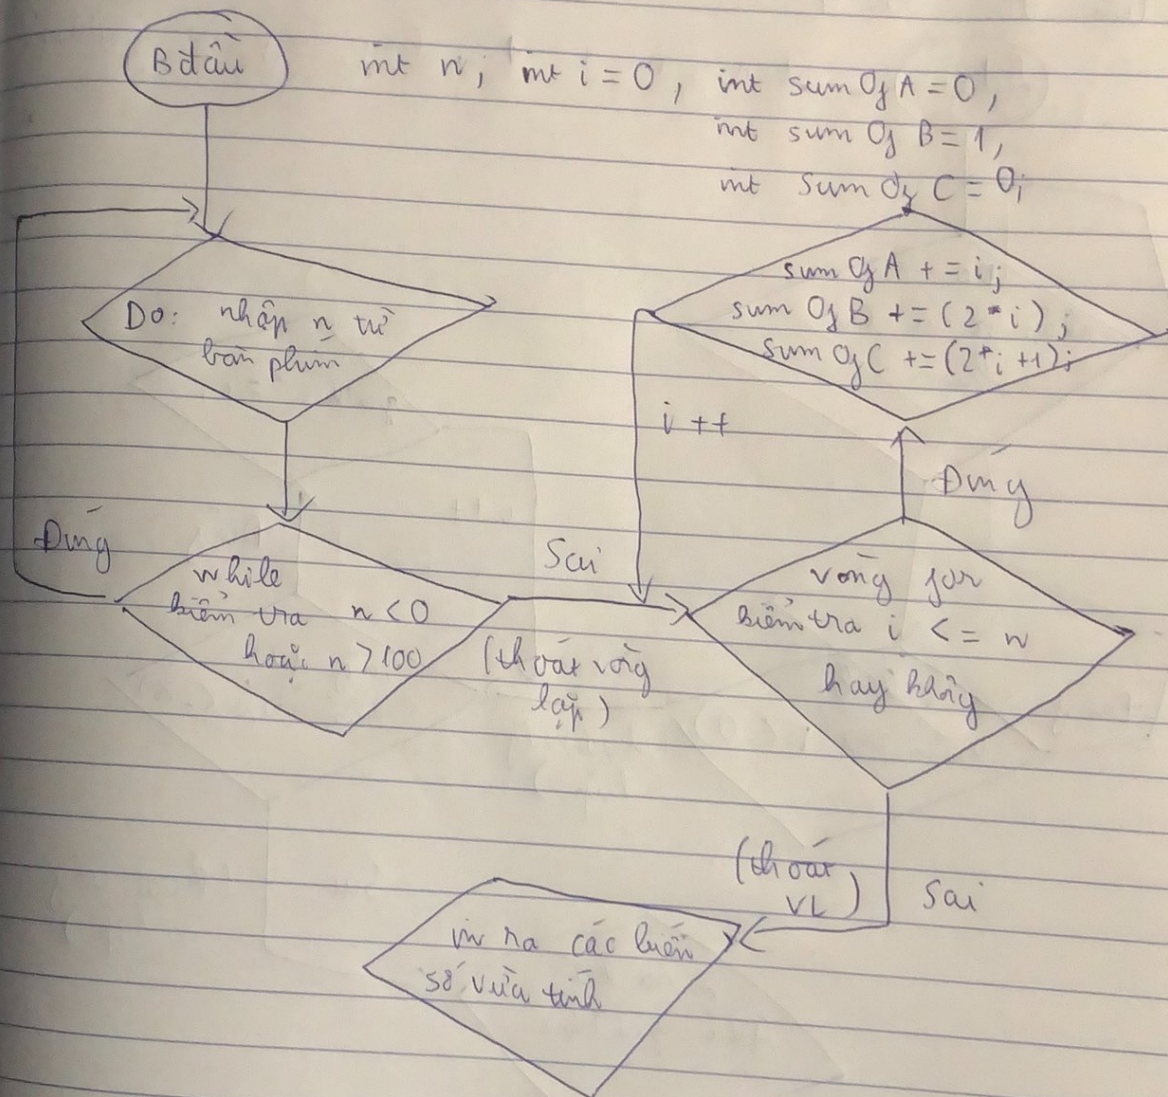 B đầu
int n, int i = 0, int sum Of A = 0,
int sum Of B = 1,
int sum Of C = 0;
sum Of A += i;
sum Of B += (2*i);
sum Of C += (2*i+1);
Do: nhập n từ
bàn phím
i ++
Đúng
Đúng
while
kiểm tra n < 0
hoặc n > 100
Sai
(thoát vòng
lặp)
vòng for
kiểm tra i <= n
hay không
(thoát
VL)
Sai
in ra các biến
số vừa tính